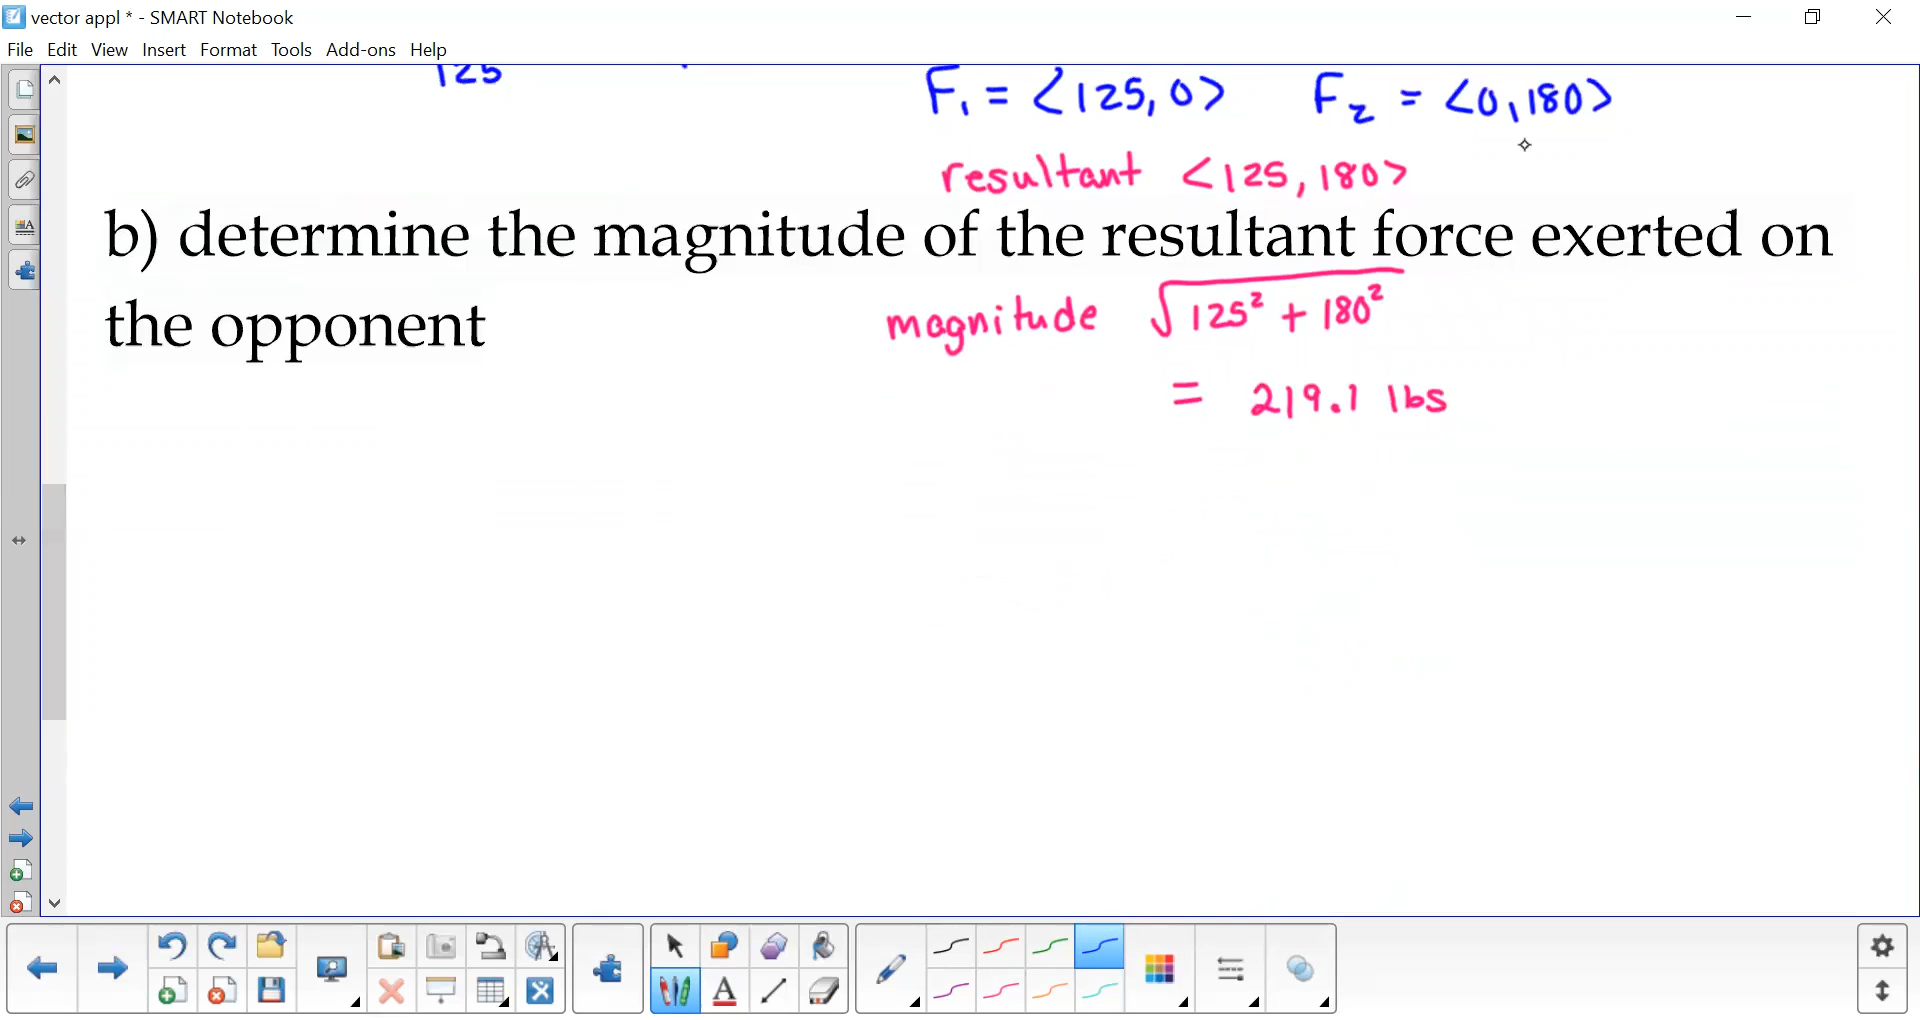 vector appl * - SMART Notebook
File Edit View Insert Format Tools Add-ons Help
125
F₁ = <125, 0> F₂ = <0, 180>
resultant <125, 180>
b) determine the magnitude of the resultant force exerted on
the opponent
magnitude √125² + 180²
= 219.1 lbs